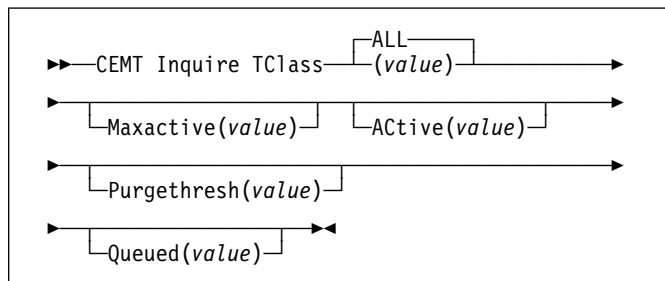 ALL
CEMT Inquire TClass (value)
Maxactive(value) ACtive(value)
Purgethresh(value)
Queued(value)